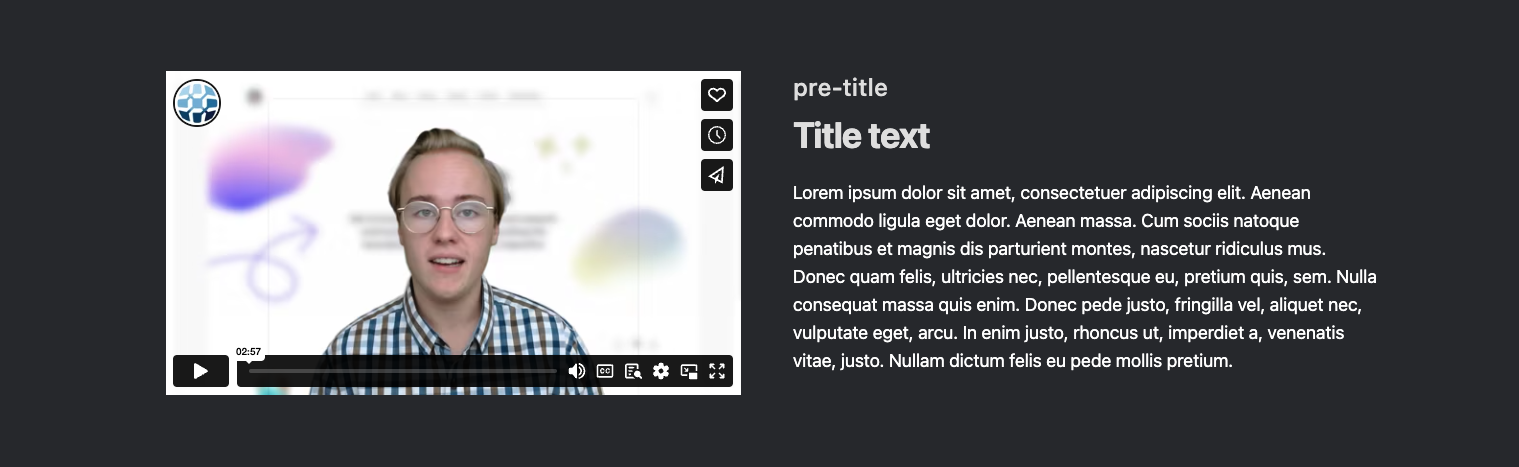 pre-title
Title text
Lorem ipsum dolor sit amet, consectetuer adipiscing elit. Aenean
commodo ligula eget dolor. Aenean massa. Cum sociis natoque
penatibus et magnis dis parturient montes, nascetur ridiculus mus.
Donec quam felis, ultricies nec, pellentesque eu, pretium quis, sem. Nulla
consequat massa quis enim. Donec pede justo, fringilla vel, aliquet nec,
vulputate eget, arcu. In enim justo, rhoncus ut, imperdiet a, venenatis
vitae, justo. Nullam dictum felis eu pede mollis pretium.
02:57
CC